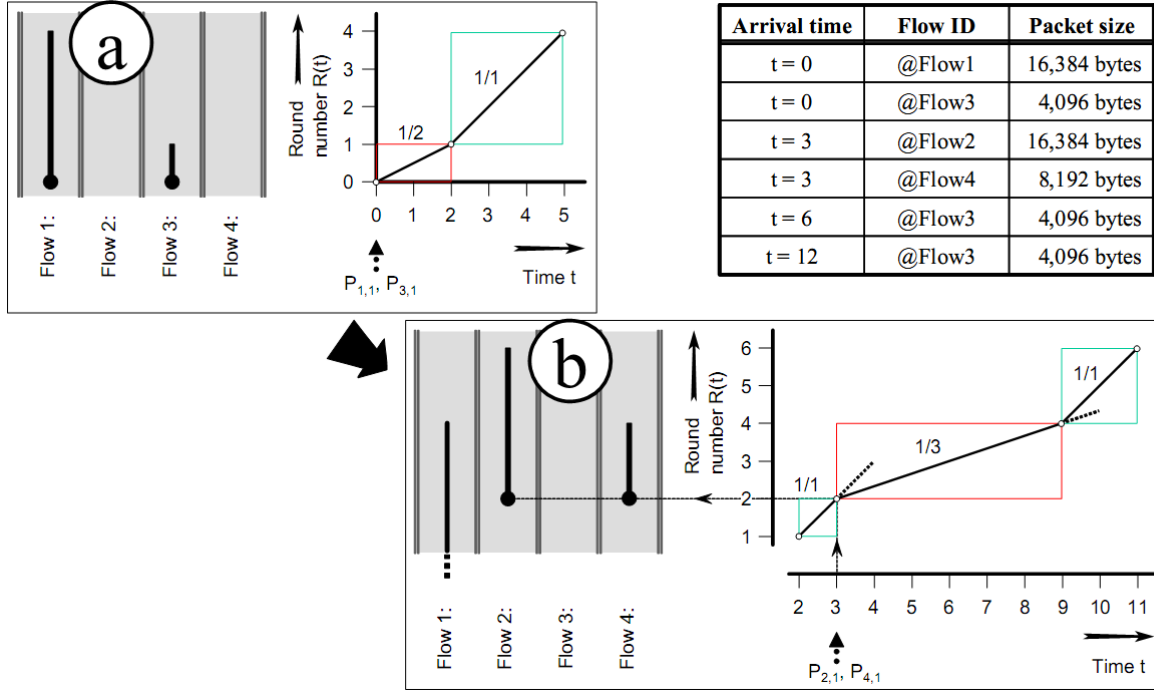 a
Round
number R(t)
4
3
2
1
0
1/2
1/1
0 1 2 3 4 5
P1,1, P3,1
Time t
Flow 1:
Flow 2:
Flow 3:
Flow 4:
Arrival time Flow ID Packet size
t = 0 @Flow1 16,384 bytes
t = 0 @Flow3 4,096 bytes
t = 3 @Flow2 16,384 bytes
t = 3 @Flow4 8,192 bytes
t = 6 @Flow3 4,096 bytes
t = 12 @Flow3 4,096 bytes
b
Round
number R(t)
6
5
4
3
2
1
1/1
1/3
1/1
2 3 4 5 6 7 8 9 10 11
P2,1, P4,1
Time t
Flow 1:
Flow 2:
Flow 3:
Flow 4: